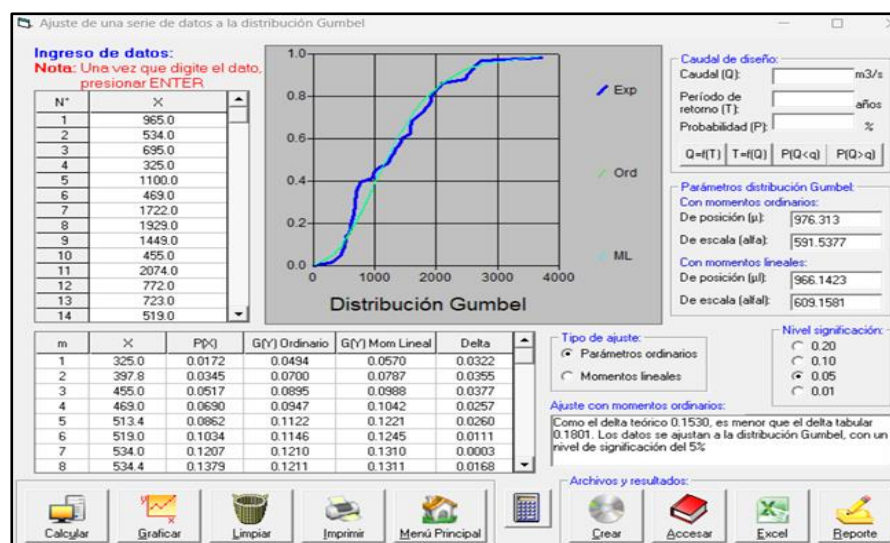 Ajuste de una serie de datos a la distribución Gumbel
Ingreso de datos:
Nota: Una vez que digite el dato,
presionar ENTER
N° X
1 965.0
2 534.0
3 695.0
4 325.0
5 1100.0
6 469.0
7 1722.0
8 1929.0
9 1449.0
10 455.0
11 2074.0
12 772.0
13 723.0
14 519.0
1.0
0.8
0.6
0.4
0.2
0.0
0 1000 2000 3000 4000
Distribución Gumbel
Exp
Ord
ML
Caudal de diseño:
Caudal (Q): m3/s
Período de
retorno (T): años
Probabilidad (P): %
Q=f(T) T=f(Q) P(Q<q) P(Q>q)
Parámetros distribución Gumbel:
Con momentos ordinarios:
De posición (µ): 976.313
De escala (alfa): 591.5377
Con momentos lineales:
De posición (µl): 966.1423
De escala (alfal): 609.1581
m X P(X) G(Y) Ordinario G(Y) Mom Lineal Delta
1 325.0 0.0172 0.0494 0.0570 0.0322
2 397.8 0.0345 0.0700 0.0787 0.0355
3 455.0 0.0517 0.0895 0.0988 0.0377
4 469.0 0.0690 0.0947 0.1042 0.0257
5 513.4 0.0862 0.1122 0.1221 0.0260
6 519.0 0.1034 0.1146 0.1245 0.0111
7 534.0 0.1207 0.1210 0.1310 0.0003
8 534.4 0.1379 0.1211 0.1311 0.0168
Tipo de ajuste:
Parámetros ordinarios
Momentos lineales
Nivel significación:
0.20
0.10
0.05
0.01
Ajuste con momentos ordinarios:
Como el delta teórico 0.1530, es menor que el delta tabular
0.1801. Los datos se ajustan a la distribución Gumbel, con un
nivel de significación del 5%
Archivos y resultados:
Calcular Graficar Limpiar Imprimir Menú Principal Crear Accesar Excel Reporte